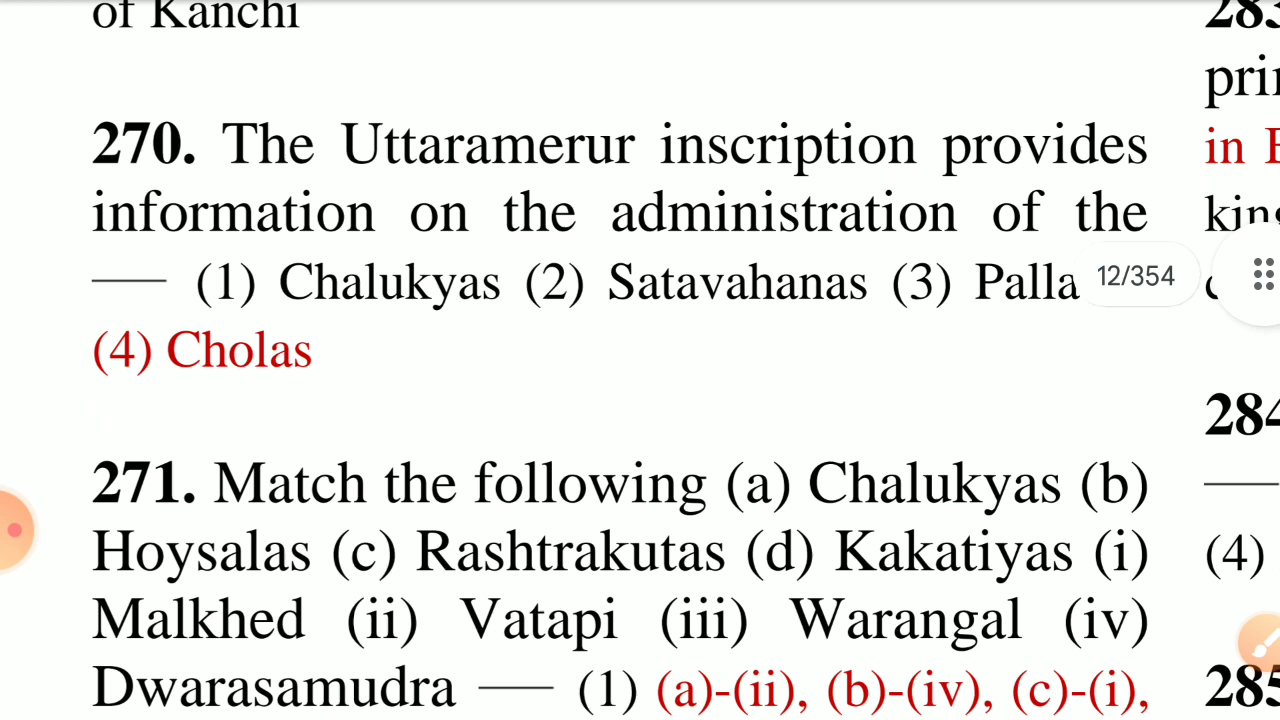 of Kanchi
270. The Uttaramerur inscription provides
information on the administration of the
—— (1) Chalukyas (2) Satavahanas (3) Palla
(4) Cholas
271. Match the following (a) Chalukyas (b)
Hoysalas (c) Rashtrakutas (d) Kakatiyas (i)
Malkhed (ii) Vatapi (iii) Warangal (iv)
Dwarasamudra —— (1) (a)-(ii), (b)-(iv), (c)-(i),
12/354
283
in
284
(4)
285